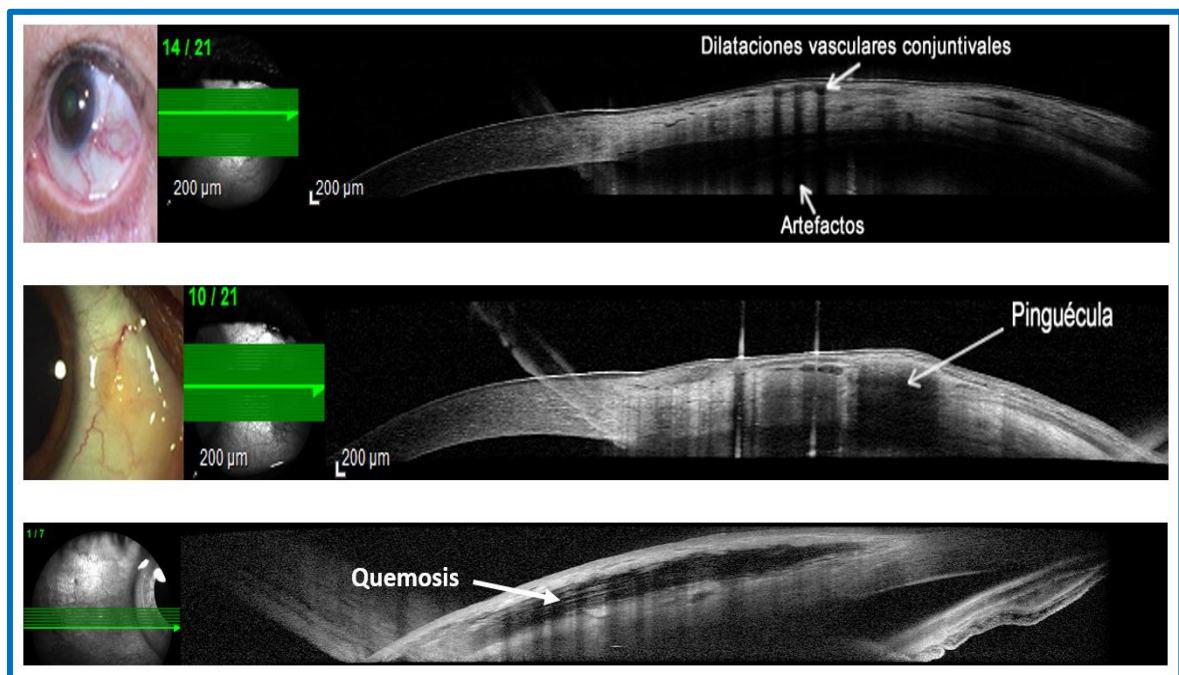 14 / 21
Dilataciones vasculares conjuntivales
200 µm
200 µm
Artefactos
10 / 21
Pinguécula
200 µm
200 µm
1 / 7
Quemosis